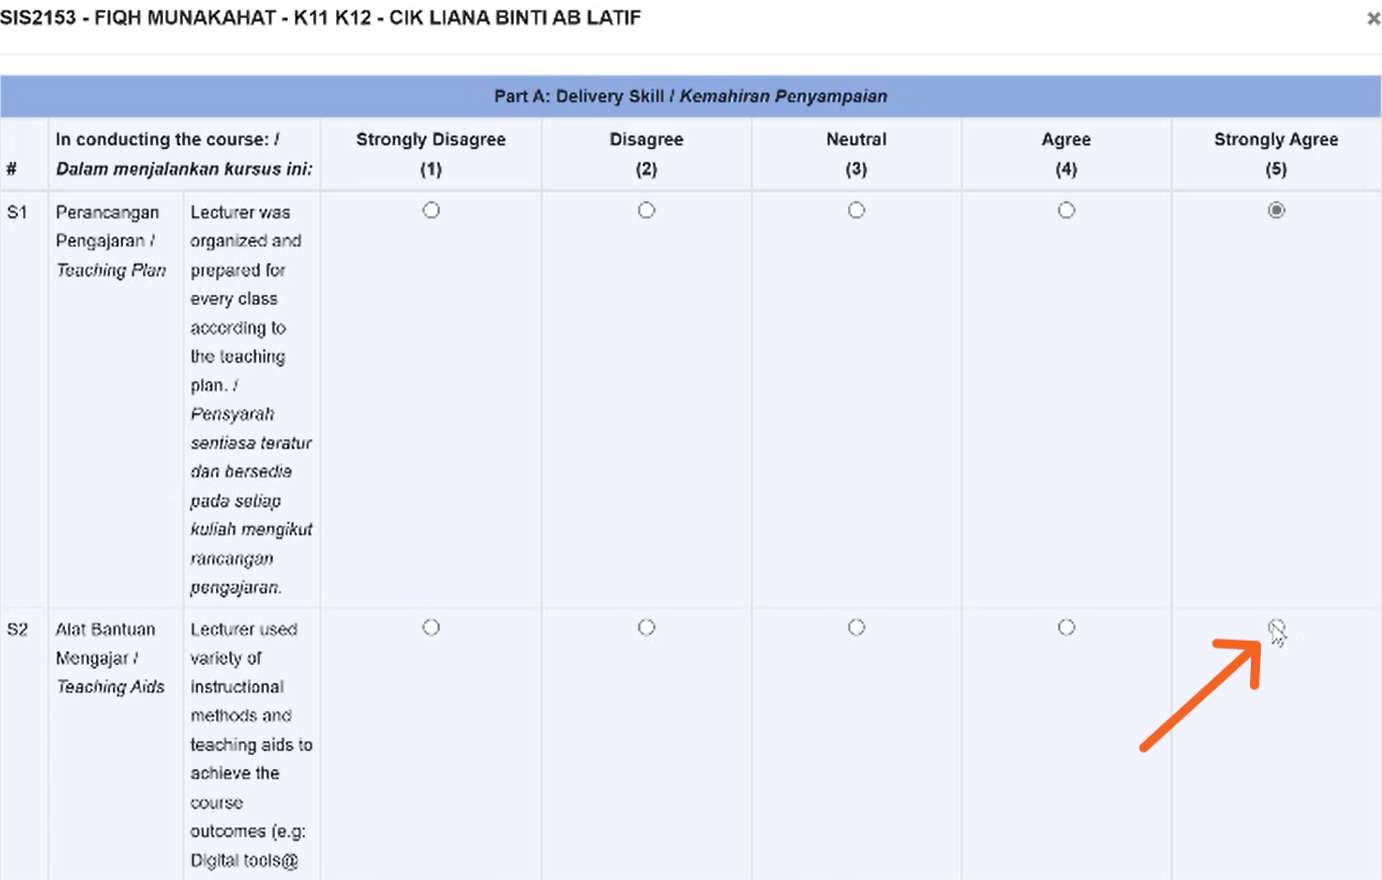 SIS2153 - FIQH MUNAKAHAT - K11 K12 - CIK LIANA BINTI AB LATIF
×
Part A: Delivery Skill / Kemahiran Penyampaian
#
In conducting the course: /
Dalam menjalankan kursus ini:
Strongly Disagree
(1)
Disagree
(2)
Neutral
(3)
Agree
(4)
Strongly Agree
(5)
S1
Perancangan
Pengajaran /
Teaching Plan
Lecturer was
organized and
prepared for
every class
according to
the teaching
plan. /
Pensyarah
sentiasa teratur
dan bersedia
pada setiap
kuliah mengikut
rancangan
pengajaran.
S2
Alat Bantuan
Mengajar /
Teaching Aids
Lecturer used
variety of
instructional
methods and
teaching aids to
achieve the
course
outcomes (e.g:
Digital tools@